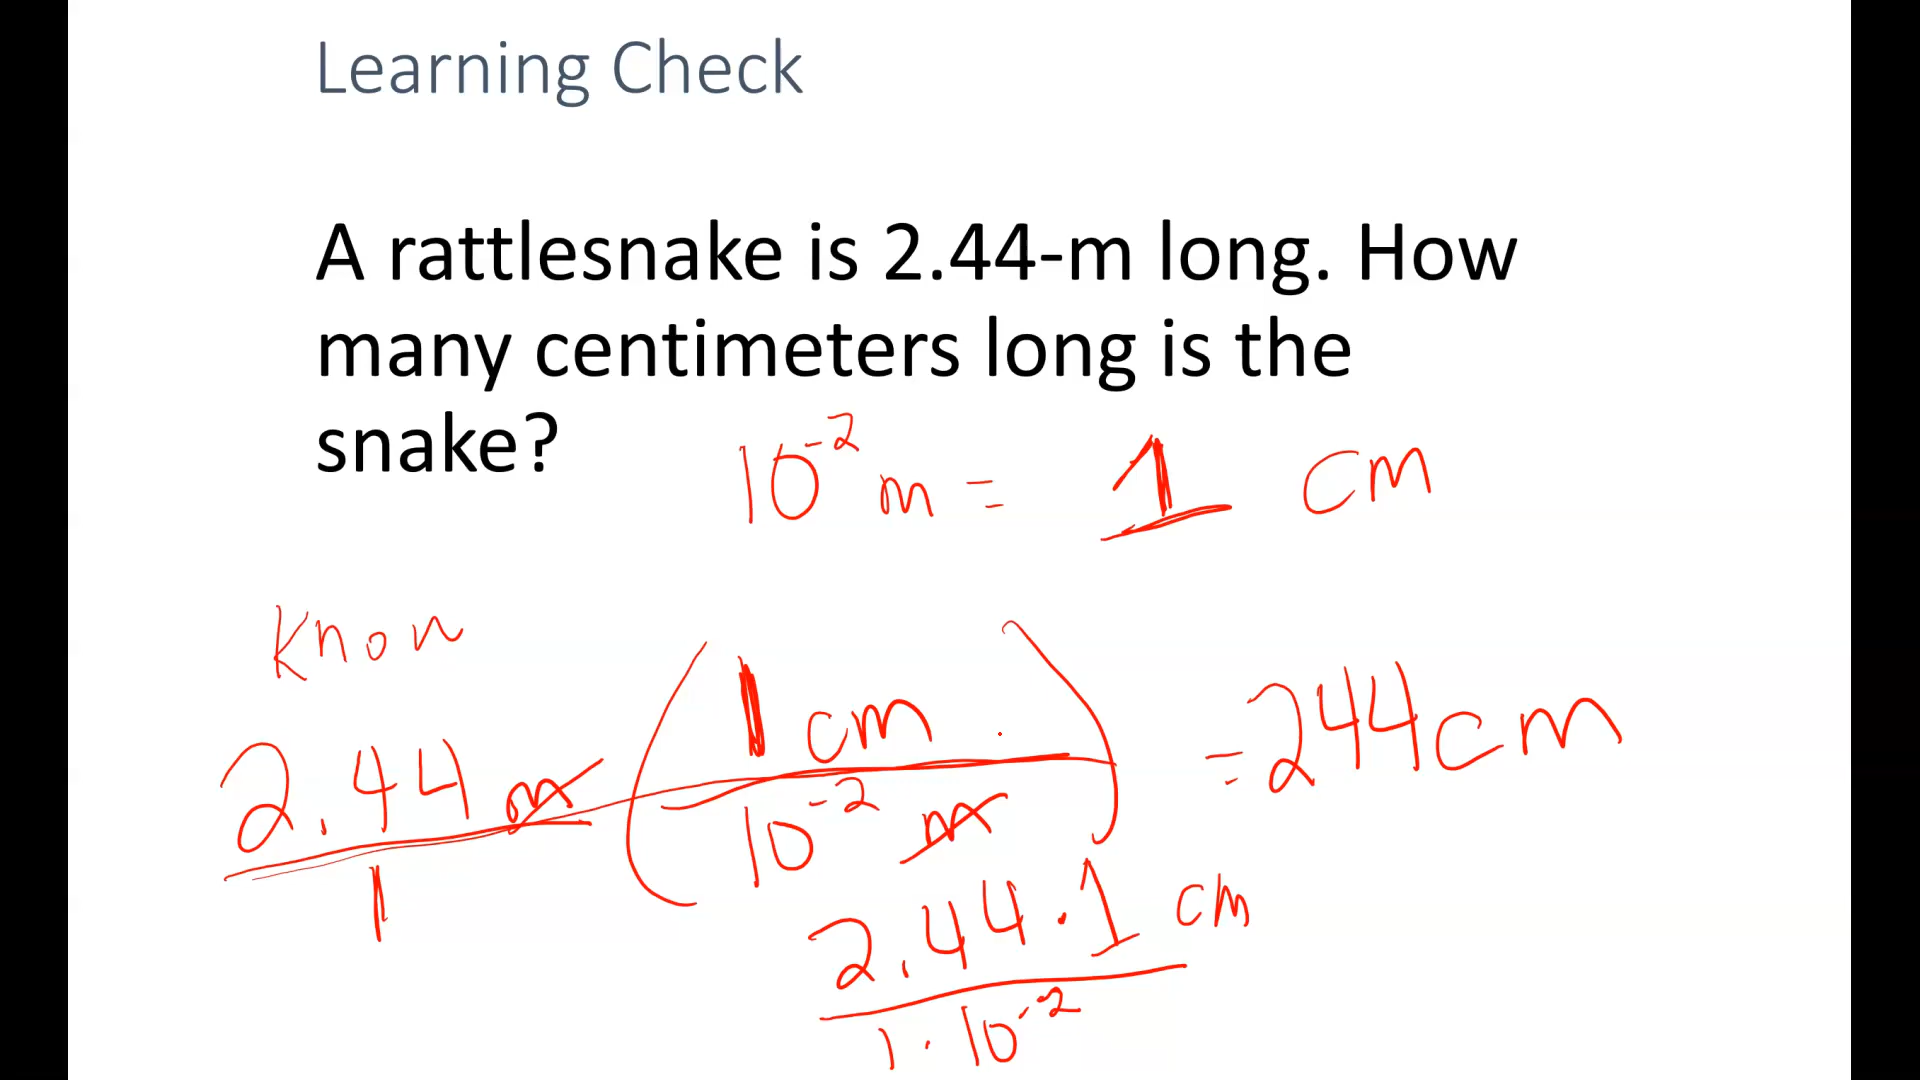 Learning Check
A rattlesnake is 2.44-m long. How
many centimeters long is the
snake?
10⁻² m = 1 cm
Know
2.44 m / 1 ( 1 cm / 10⁻² m ) = 244 cm
2.44 · 1 cm
1 · 10⁻²